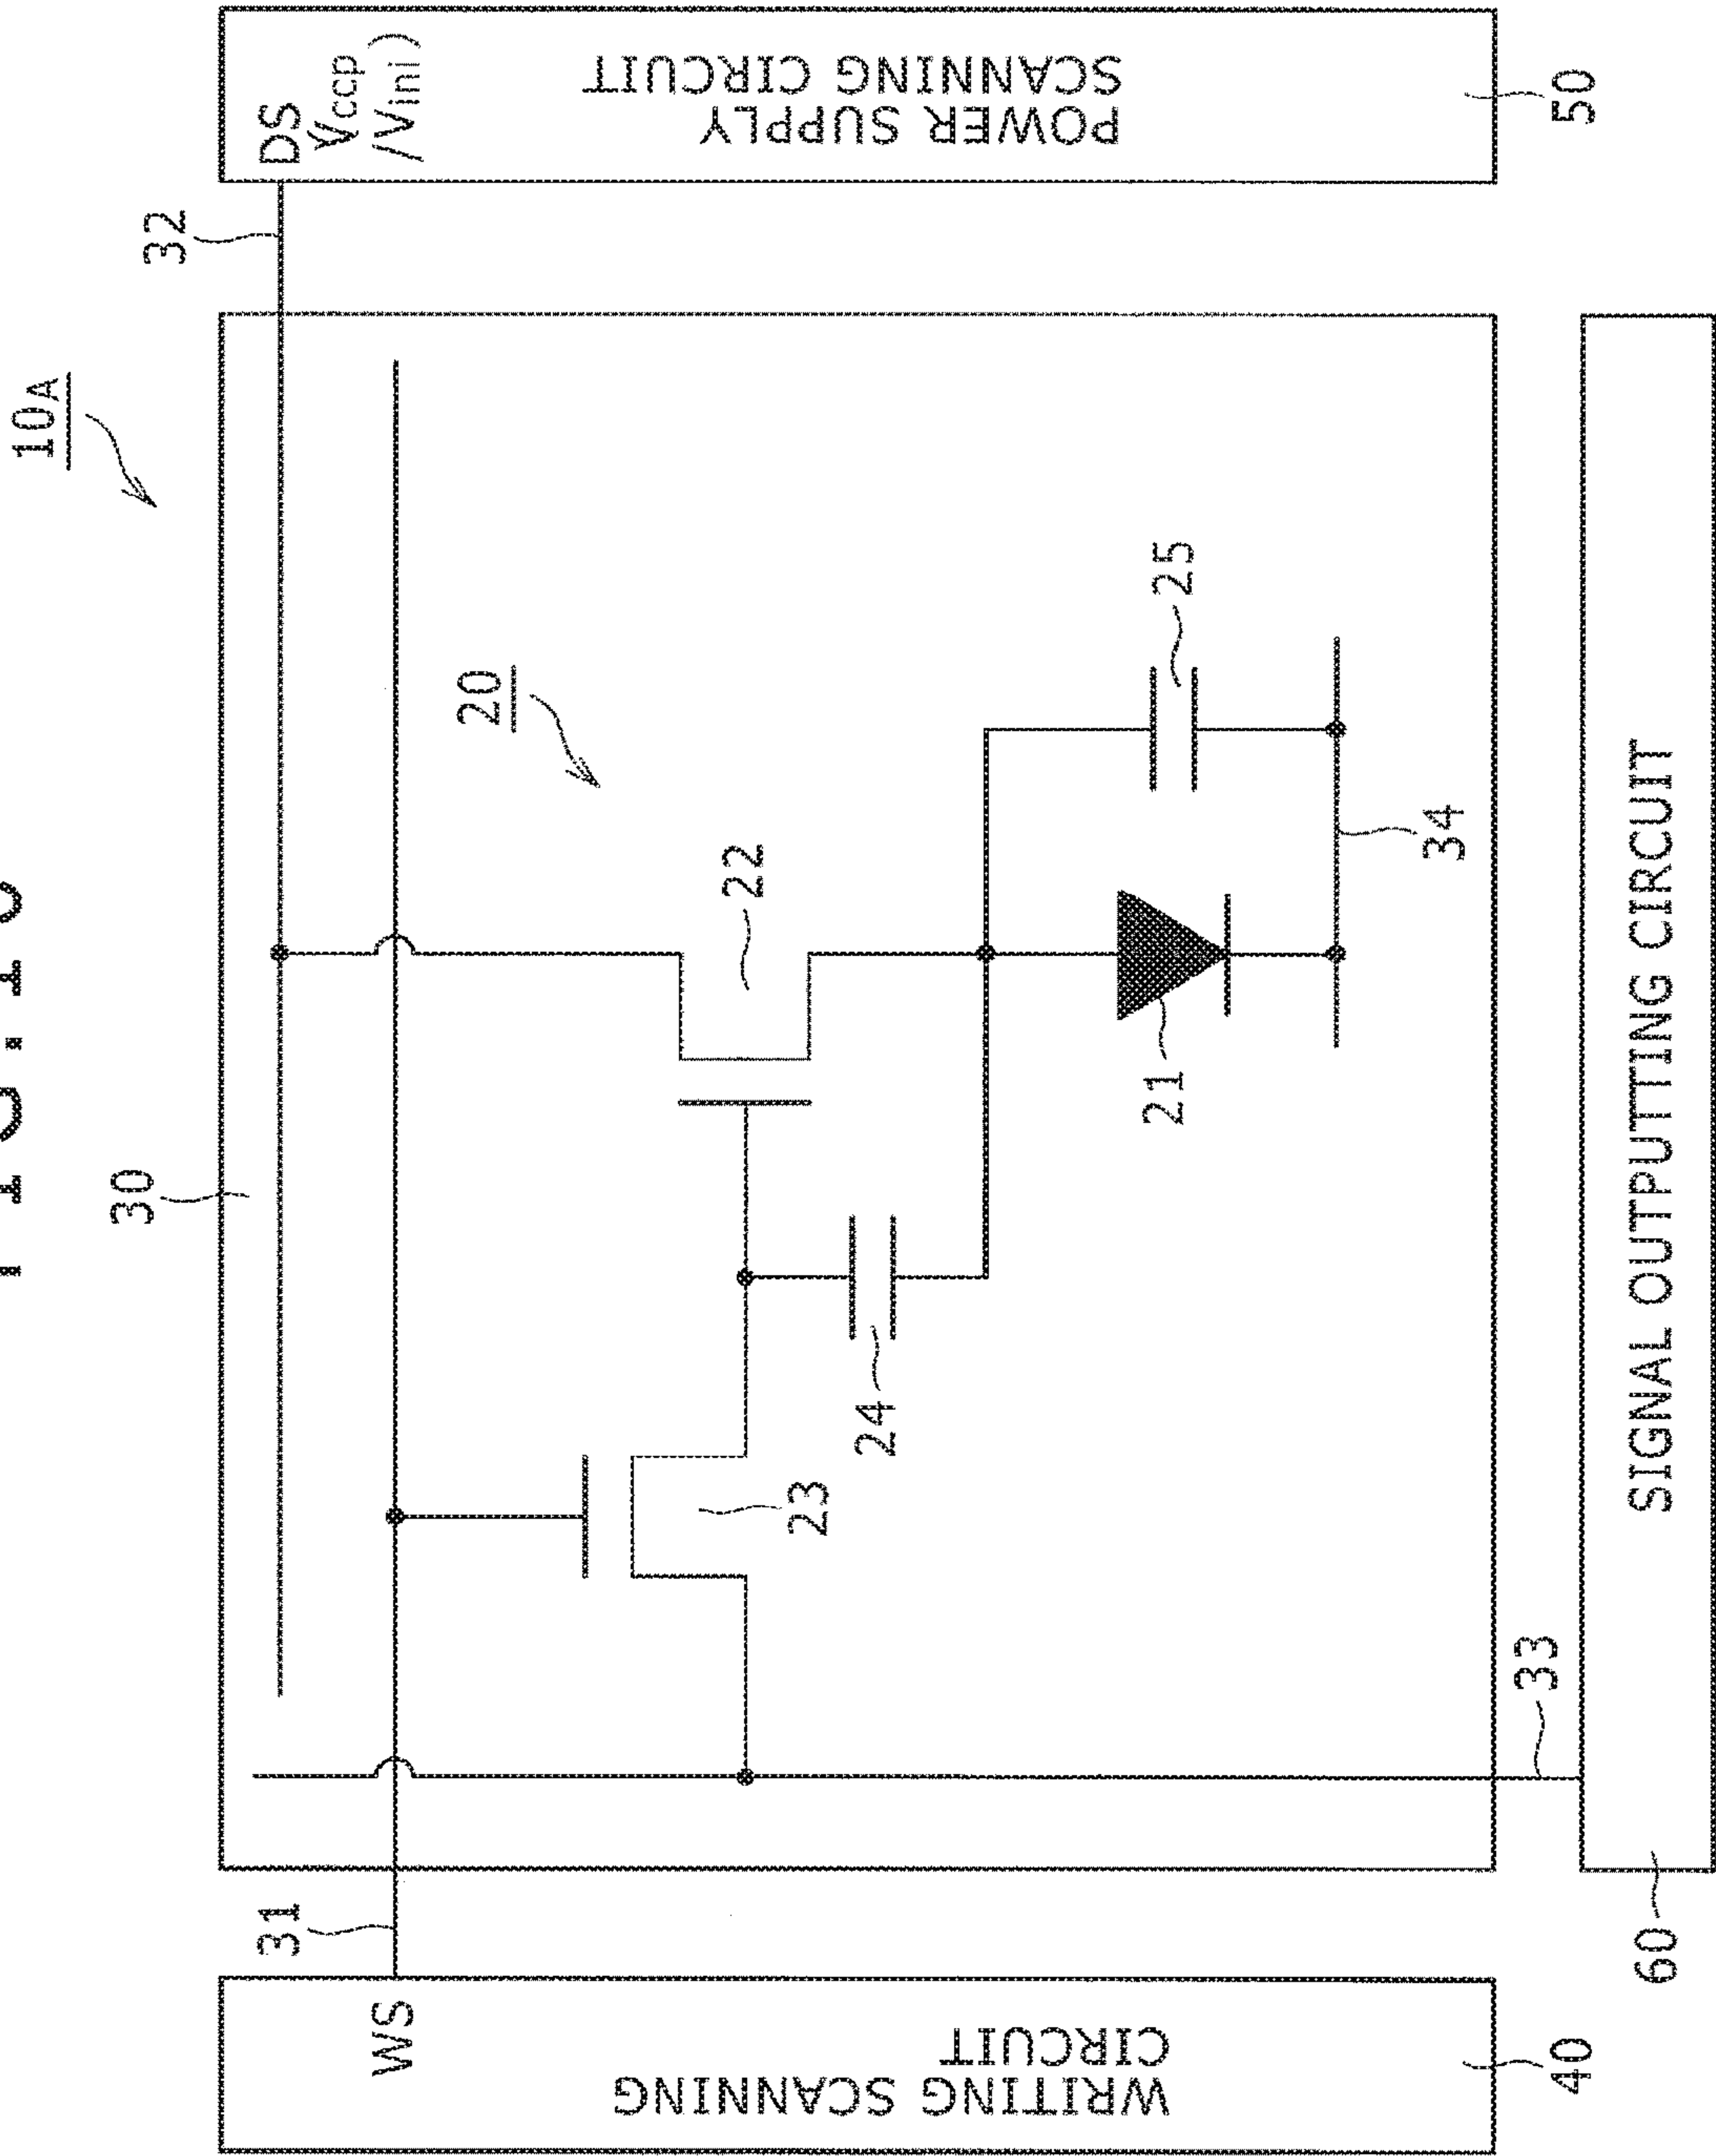 10A
30
31
32
WS
DS
(Vccp
/Vini)
20
22
23
24
25
21
34
WRITING SCANNING
CIRCUIT
POWER SUPPLY
SCANNING CIRCUIT
33
40
50
60
SIGNAL OUTPUTTING CIRCUIT